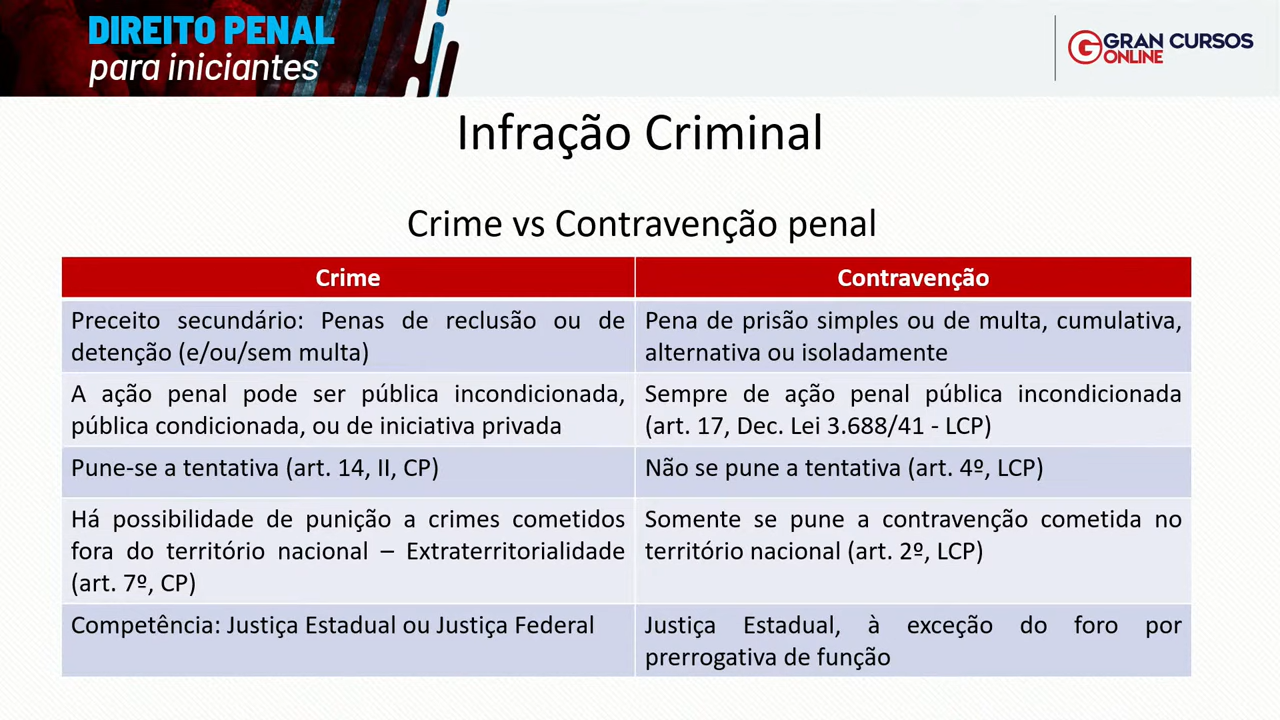 DIREITO PENAL
para iniciantes
GRAN CURSOS
ONLINE
Infração Criminal
Crime vs Contravenção penal
Crime
Contravenção
Preceito secundário: Penas de reclusão ou de
detenção (e/ou/sem multa)
Pena de prisão simples ou de multa, cumulativa,
alternativa ou isoladamente
A ação penal pode ser pública incondicionada,
pública condicionada, ou de iniciativa privada
Sempre de ação penal pública incondicionada
(art. 17, Dec. Lei 3.688/41 - LCP)
Pune-se a tentativa (art. 14, II, CP)
Não se pune a tentativa (art. 4º, LCP)
Há possibilidade de punição a crimes cometidos
fora do território nacional – Extraterritorialidade
(art. 7º, CP)
Somente se pune a contravenção cometida no
território nacional (art. 2º, LCP)
Competência: Justiça Estadual ou Justiça Federal
Justiça Estadual, à exceção do foro por
prerrogativa de função